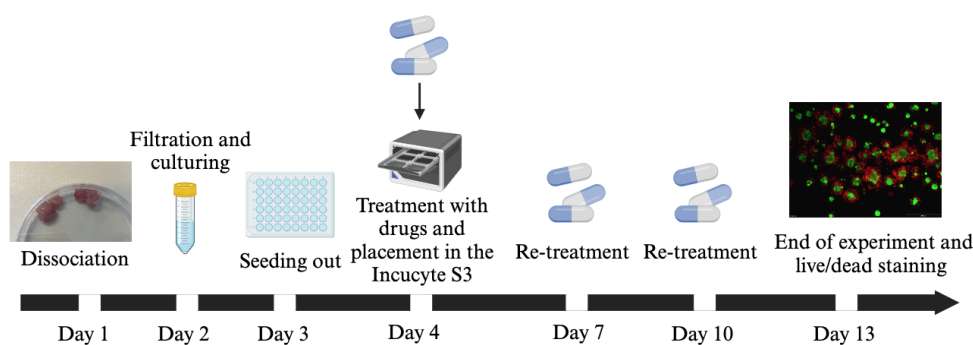 Dissociation
Filtration and
culturing
Seeding out
Treatment with
drugs and
placement in the
Incucyte S3
Re-treatment
Re-treatment
End of experiment and
live/dead staining
Day 1
Day 2
Day 3
Day 4
Day 7
Day 10
Day 13